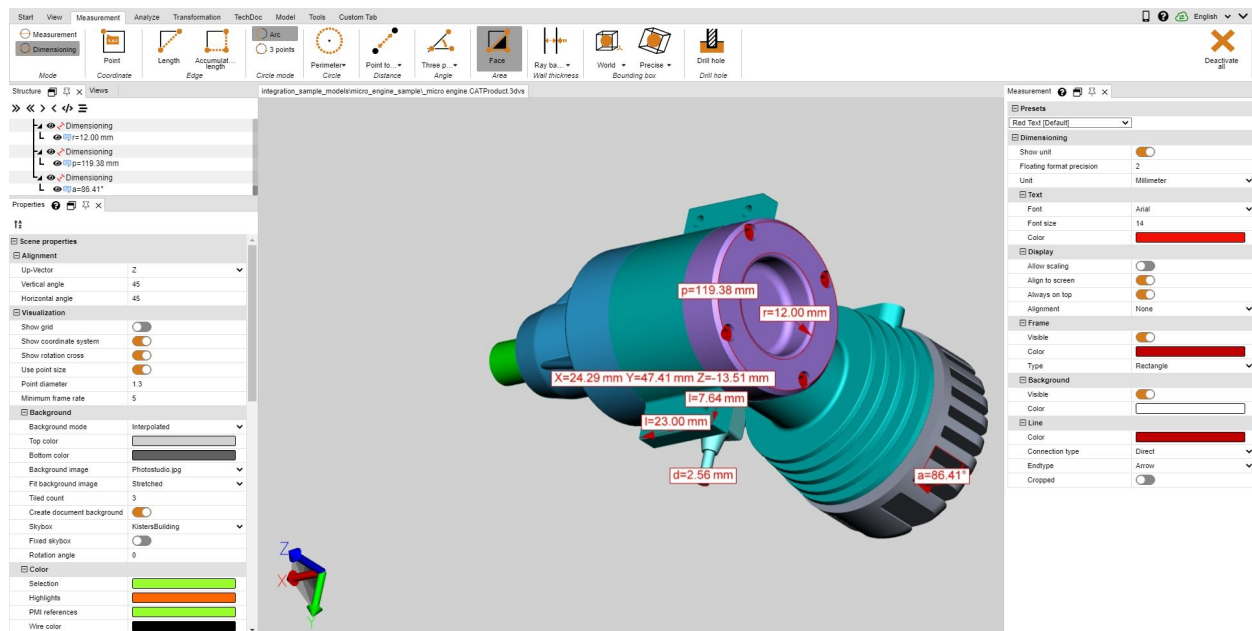 Start View Measurement Analyze Transformation TechDoc Model Tools Custom Tab English
Measurement
Dimensioning
Mode
Point
Coordinate
Length Accumulat... length
Edge
Arc
3 points
Circle mode
Perimeter
Circle
Point to...
Distance
Three p...
Angle
Face
Area
Ray ba...
Wall thickness
World Precise
Bounding box
Drill hole
Drill hole
Deactivate all
Structure Views
Dimensioning
r=12.00 mm
Dimensioning
p=119.38 mm
Dimensioning
a=86.41°
Properties
Scene properties
Alignment
Up-Vector Z
Vertical angle 45
Horizontal angle 45
Visualization
Show grid
Show coordinate system
Show rotation cross
Use point size
Point diameter 1.3
Minimum frame rate 5
Background
Background mode Interpolated
Top color
Bottom color
Background image Photostudio.jpg
Fit background image Stretched
Tiled count 3
Create document background
Skybox KistersBuilding
Fixed skybox
Rotation angle 0
Color
Selection
Highlights
PMI references
Wire color
integration_sample_models\micro_engine_sample\_micro engine.CATProduct.3dvs
p=119.38 mm
r=12.00 mm
X=24.29 mm Y=47.41 mm Z=-13.51 mm
l=7.64 mm
l=23.00 mm
d=2.56 mm
a=86.41°
Z
X
Y
Measurement
Presets
Red Text [Default]
Dimensioning
Show unit
Floating format precision 2
Unit Millimeter
Text
Font Arial
Font size 14
Color
Display
Allow scaling
Align to screen
Always on top
Alignment None
Frame
Visible
Color
Type Rectangle
Background
Visible
Color
Line
Color
Connection type Direct
Endtype Arrow
Cropped